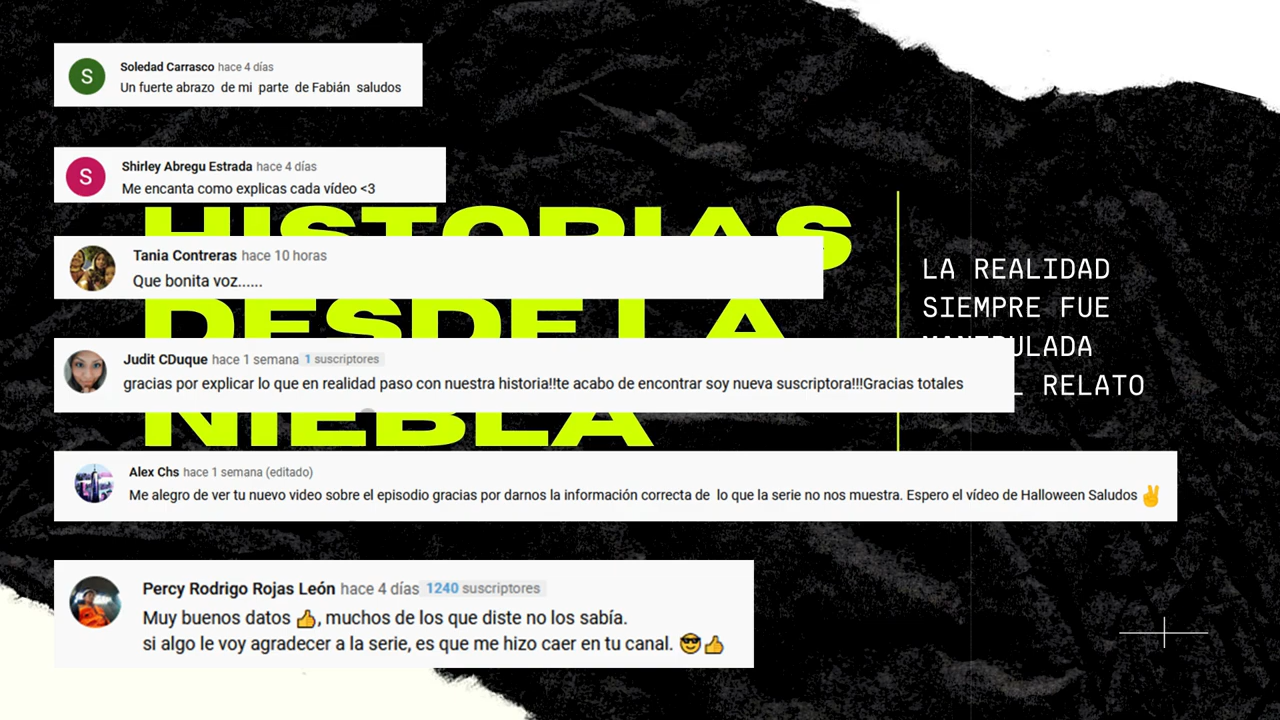 S
Soledad Carrasco hace 4 días
Un fuerte abrazo de mi parte de Fabián saludos
S
Shirley Abregu Estrada hace 4 días
Me encanta como explicas cada vídeo <3
HISTORIAS
Tania Contreras hace 10 horas
Que bonita voz......
DESDE LA
Judit CDuque hace 1 semana 1 suscriptores
gracias por explicar lo que en realidad paso con nuestra historia!!te acabo de encontrar soy nueva suscriptora!!!Gracias totales
NIEBLA
Alex Chs hace 1 semana (editado)
Me alegro de ver tu nuevo video sobre el episodio gracias por darnos la información correcta de lo que la serie no nos muestra. Espero el vídeo de Halloween Saludos ✌️
Percy Rodrigo Rojas León hace 4 días 1240 suscriptores
Muy buenos datos 👍, muchos de los que diste no los sabía.
si algo le voy agradecer a la serie, es que me hizo caer en tu canal. 😎👍
LA REALIDAD
SIEMPRE FUE
MANIPULADA
RELATO